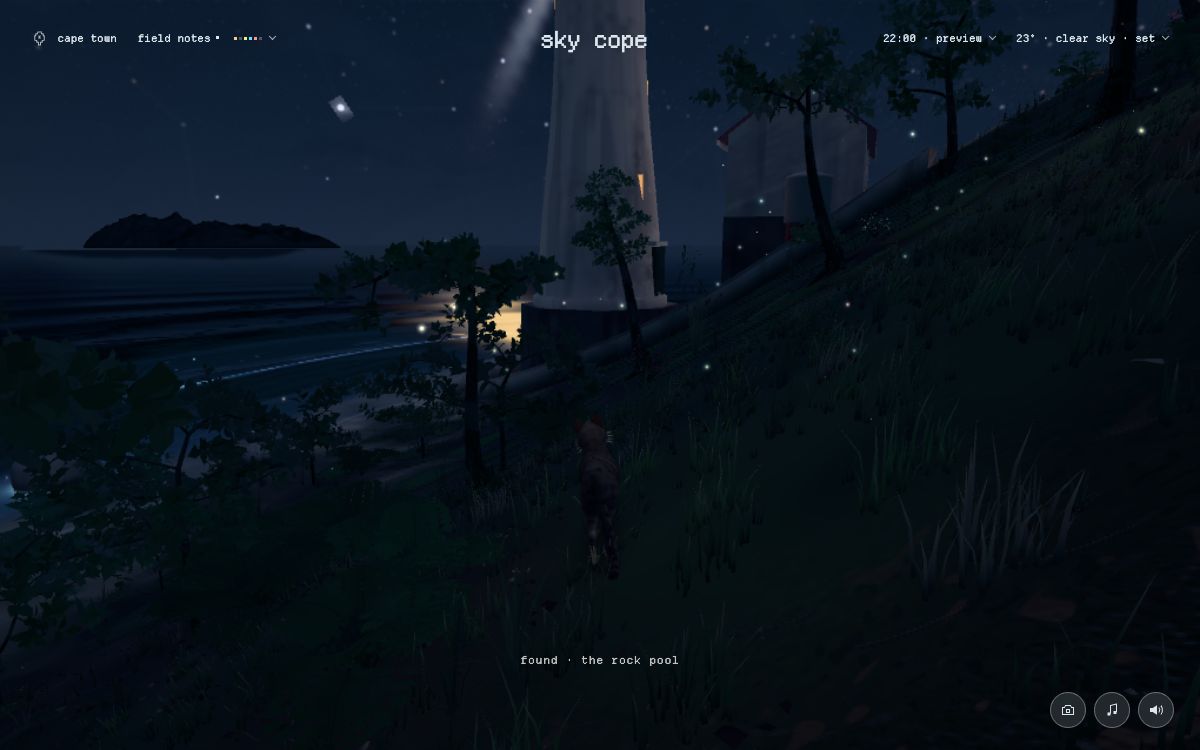 cape town
field notes
sky cope
22:00 · preview
23° · clear sky · set
found · the rock pool